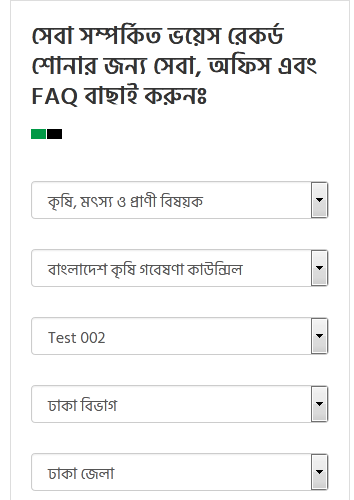 সেবা সম্পর্কিত ভয়েস রেকর্ড
শোনার জন্য সেবা, অফিস এবং
FAQ বাছাই করুনঃ
কৃষি, মৎস্য ও প্রাণী বিষয়ক
বাংলাদেশ কৃষি গবেষণা কাউন্সিল
Test 002
ঢাকা বিভাগ
ঢাকা জেলা